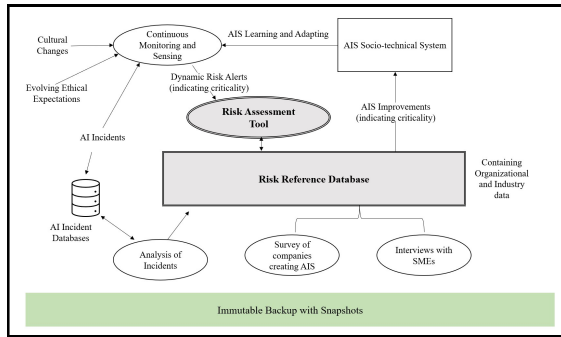 Cultural
Changes
Evolving Ethical
Expectations
Continuous
Monitoring and
Sensing
AIS Learning and Adapting
AIS Socio-technical System
Dynamic Risk Alerts
(indicating criticality)
Risk Assessment
Tool
AIS Improvements
(indicating criticality)
AI Incidents
Risk Reference Database
Containing
Organizational
and Industry
data
AI Incident
Databases
Analysis of
Incidents
Survey of
companies
creating AIS
Interviews with
SMEs
Immutable Backup with Snapshots